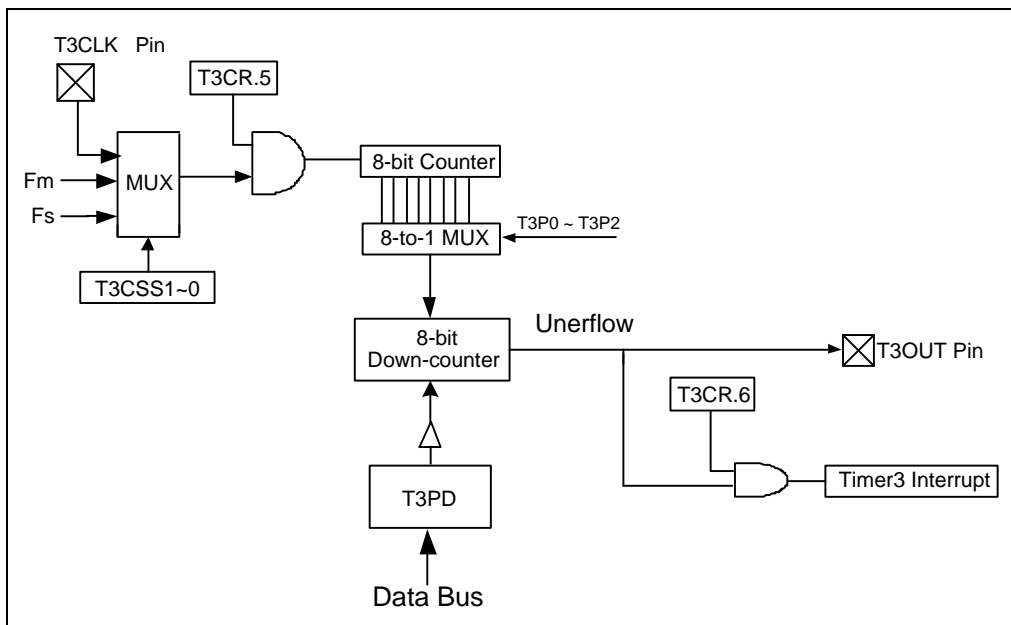 T3CLK Pin
T3CR.5
Fm
Fs
MUX
T3CSS1~0
8-bit Counter
8-to-1 MUX
T3P0 ~ T3P2
8-bit
Down-counter
Unerflow
T3OUT Pin
T3CR.6
Timer3 Interrupt
T3PD
Data Bus